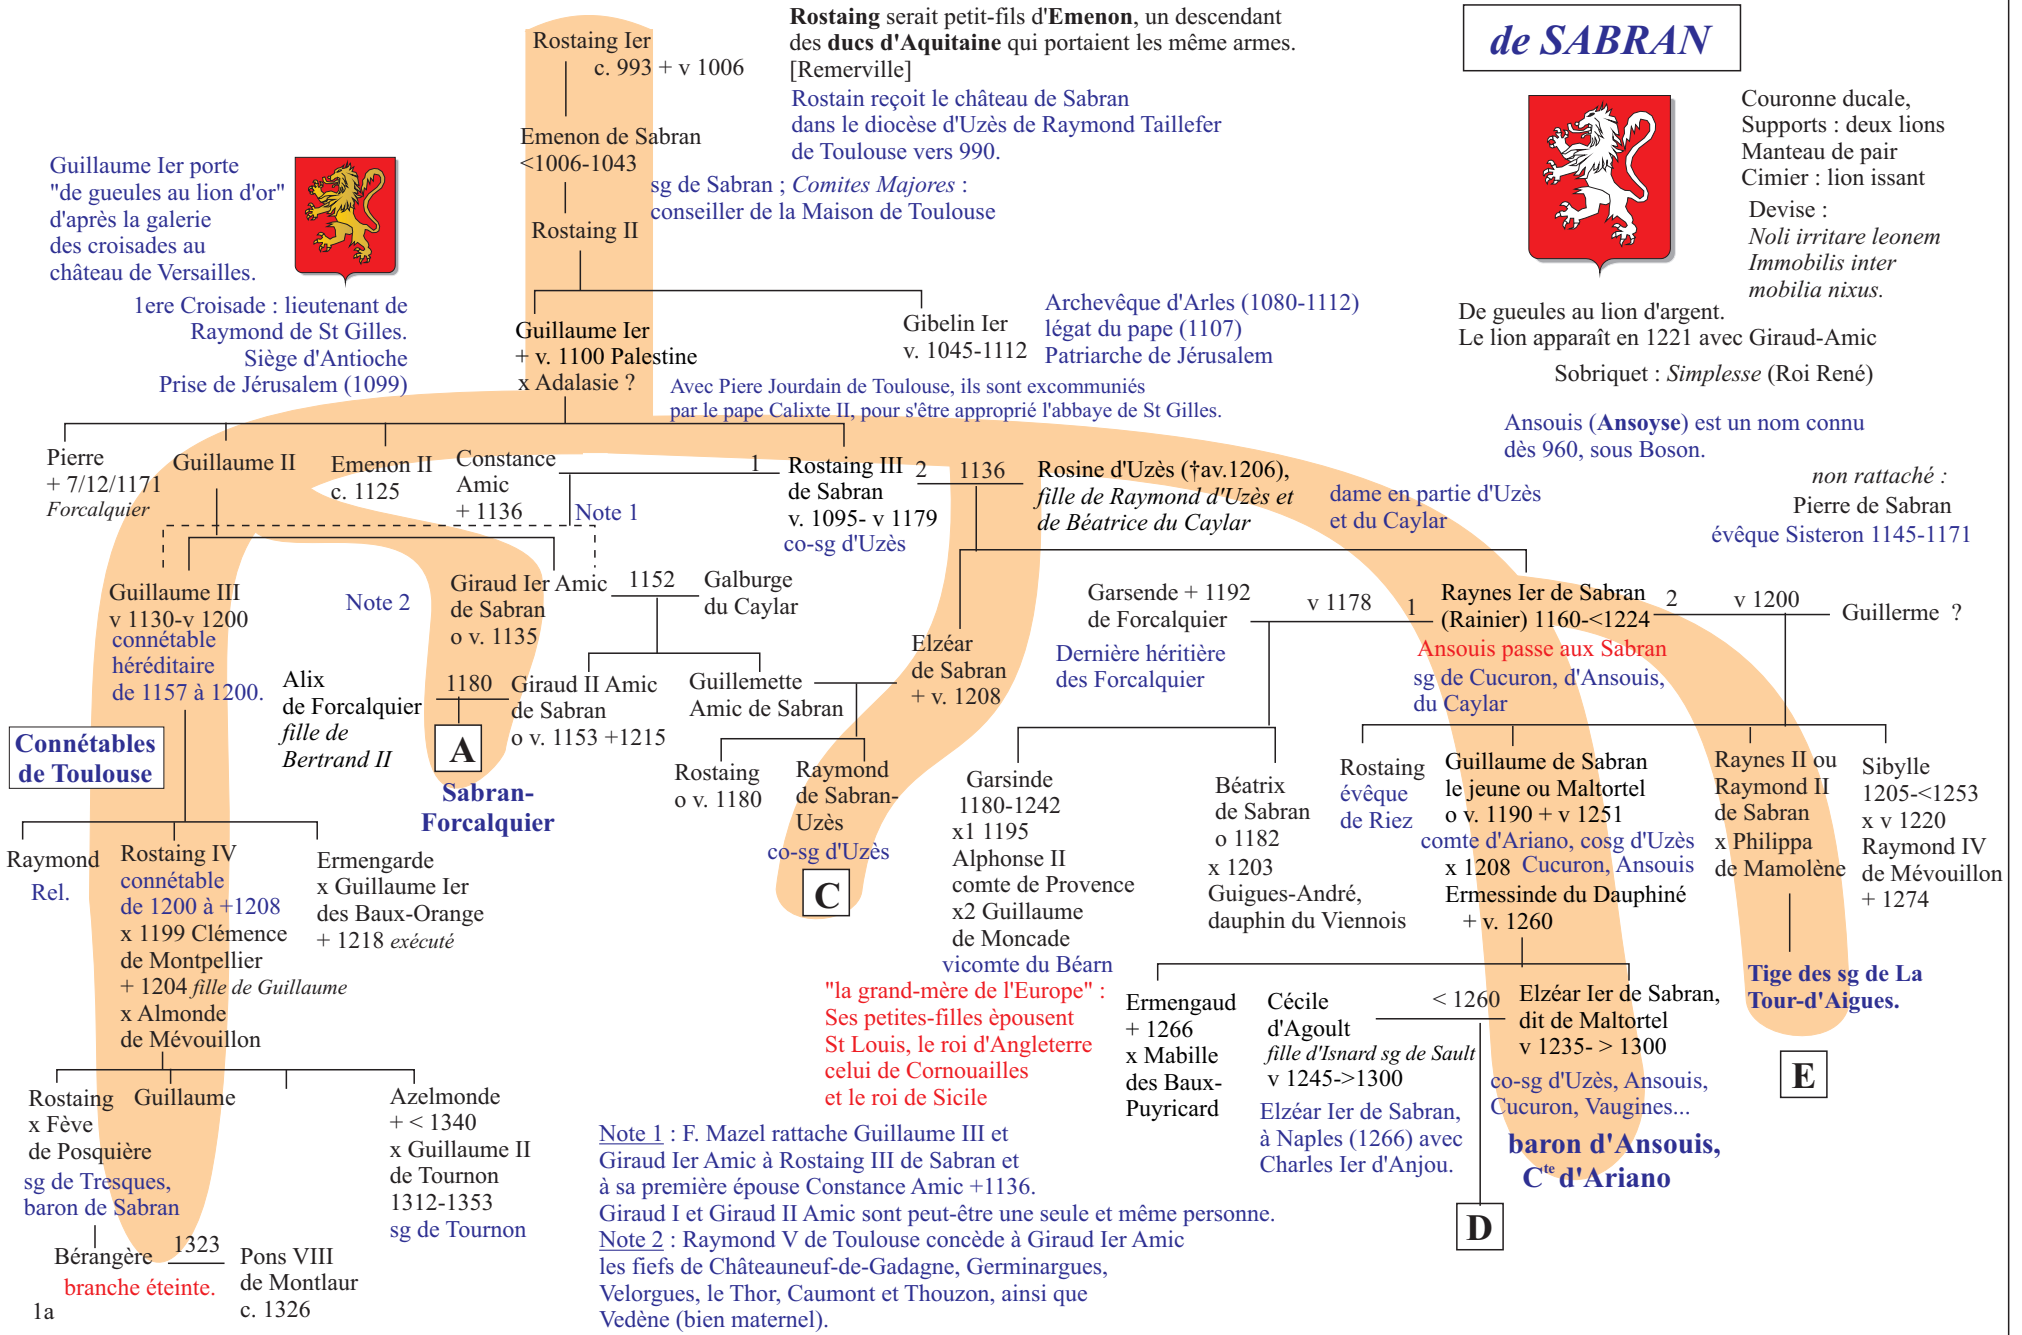 Rostaing Ier
c. 993 + v 1006
Rostaing serait petit-fils d'Emenon, un descendant
des ducs d'Aquitaine qui portaient les même armes.
[Remerville]
Rostain reçoit le château de Sabran
dans le diocèse d'Uzès de Raymond Taillefer
de Toulouse vers 990.
de SABRAN
Couronne ducale,
Supports : deux lions
Manteau de pair
Cimier : lion issant
Devise :
Noli irritare leonem
Immobilis inter
mobilia nixus.
De gueules au lion d'argent.
Le lion apparaît en 1221 avec Giraud-Amic
Sobriquet : Simplesse (Roi René)
Ansouis (Ansoyse) est un nom connu
dès 960, sous Boson.
non rattaché :
Pierre de Sabran
évêque Sisteron 1145-1171
Emenon de Sabran
<1006-1043
sg de Sabran ; Comites Majores :
conseiller de la Maison de Toulouse
Rostaing II
Guillaume Ier porte
"de gueules au lion d'or"
d'après la galerie
des croisades au
château de Versailles.
1ere Croisade : lieutenant de
Raymond de St Gilles.
Siège d'Antioche
Prise de Jérusalem (1099)
Guillaume Ier
+ v. 1100 Palestine
x Adalasie ?
Gibelin Ier
v. 1045-1112
Archevêque d'Arles (1080-1112)
légat du pape (1107)
Patriarche de Jérusalem
Avec Piere Jourdain de Toulouse, ils sont excommuniés
par le pape Calixte II, pour s'être approprié l'abbaye de St Gilles.
Pierre
+ 7/12/1171
Forcalquier
Guillaume II
Emenon II
c. 1125
Constance
Amic
+ 1136
1
Rostaing III
de Sabran
v. 1095- v 1179
co-sg d'Uzès
2
1136
Rosine d'Uzès (†av.1206),
fille de Raymond d'Uzès et
de Béatrice du Caylar
dame en partie d'Uzès
et du Caylar
Note 1
Guillaume III
v 1130-v 1200
connétable
héréditaire
de 1157 à 1200.
Note 2
Giraud Ier Amic
de Sabran
o v. 1135
1152
Galburge
du Caylar
Elzéar
de Sabran
+ v. 1208
Garsende + 1192
de Forcalquier
Dernière héritière
des Forcalquier
v 1178
1
Raynes Ier de Sabran
(Rainier) 1160-<1224
Ansouis passe aux Sabran
sg de Cucuron, d'Ansouis,
du Caylar
2
v 1200
Guillerme ?
Connétables
de Toulouse
Alix
de Forcalquier
fille de
Bertrand II
1180
Giraud II Amic
de Sabran
o v. 1153 +1215
A
Sabran-
Forcalquier
Guillemette
Amic de Sabran
Rostaing
o v. 1180
Raymond
de Sabran-
Uzès
co-sg d'Uzès
C
Garsinde
1180-1242
x1 1195
Alphonse II
comte de Provence
x2 Guillaume
de Moncade
vicomte du Béarn
"la grand-mère de l'Europe" :
Ses petites-filles èpousent
St Louis, le roi d'Angleterre
celui de Cornouailles
et le roi de Sicile
Béatrix
de Sabran
o 1182
x 1203
Guigues-André,
dauphin du Viennois
Rostaing
évêque
de Riez
Guillaume de Sabran
le jeune ou Maltortel
o v. 1190 + v 1251
comte d'Ariano, cosg d'Uzès
x 1208 Cucuron, Ansouis
Ermessinde du Dauphiné
+ v. 1260
Raynes II ou
Raymond II
de Sabran
x Philippa
de Mamolène
Sibylle
1205-<1253
x v 1220
Raymond IV
de Mévouillon
+ 1274
Tige des sg de La
Tour-d'Aigues.
E
Raymond
Rel.
Rostaing IV
connétable
de 1200 à +1208
x 1199 Clémence
de Montpellier
+ 1204 fille de Guillaume
x Almonde
de Mévouillon
Ermengarde
x Guillaume Ier
des Baux-Orange
+ 1218 exécuté
Ermengaud
+ 1266
x Mabille
des Baux-
Puyricard
Cécile
d'Agoult
fille d'Isnard sg de Sault
v 1245->1300
< 1260
Elzéar Ier de Sabran,
dit de Maltortel
v 1235- > 1300
co-sg d'Uzès, Ansouis,
Cucuron, Vaugines...
baron d'Ansouis,
Cte d'Ariano
Elzéar Ier de Sabran,
à Naples (1266) avec
Charles Ier d'Anjou.
D
Rostaing
x Fève
de Posquière
sg de Tresques,
baron de Sabran
Guillaume
Azelmonde
+ < 1340
x Guillaume II
de Tournon
1312-1353
sg de Tournon
Bérangère
branche éteinte.
1323
Pons VIII
de Montlaur
c. 1326
1a
Note 1 : F. Mazel rattache Guillaume III et
Giraud Ier Amic à Rostaing III de Sabran et
à sa première épouse Constance Amic +1136.
Giraud I et Giraud II Amic sont peut-être une seule et même personne.
Note 2 : Raymond V de Toulouse concède à Giraud Ier Amic
les fiefs de Châteauneuf-de-Gadagne, Germinargues,
Velorgues, le Thor, Caumont et Thouzon, ainsi que
Vedène (bien maternel).